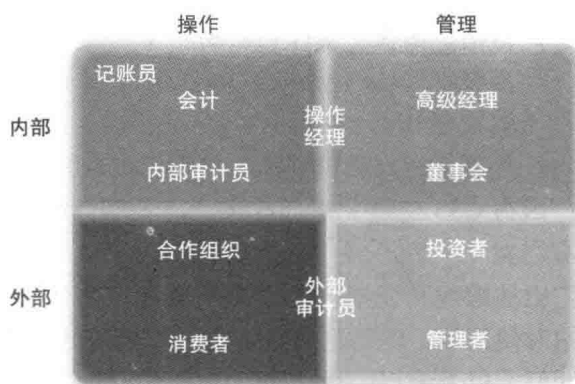 操作 管理
记账员
会计
操作
经理
高级经理
内部
内部审计员
董事会
合作组织
投资者
外部
外部
审计员
消费者
管理者